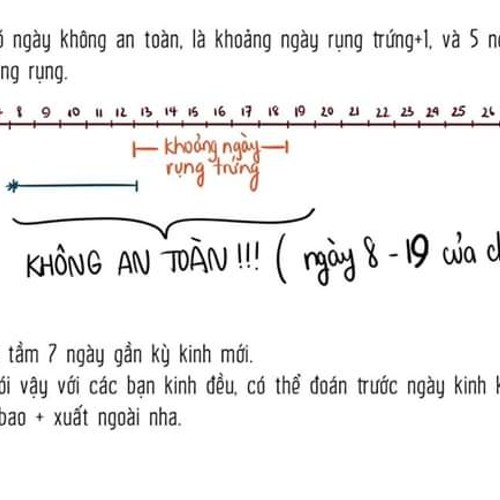 ngày không an toàn, là khoảng ngày rụng trứng+1, và 5
rụng.
8 9 10 11 12 13 14 15 16 17 18 19 20 21 22 23 24 25 26
khoảng ngày
rụng trứng
KHÔNG AN TOÀN !!! ( ngày 8 - 19 của
tầm 7 ngày gần kỳ kinh mới.
vậy với các bạn kinh đều, có thể đoán trước ngày kinh
bao + xuất ngoài nha.